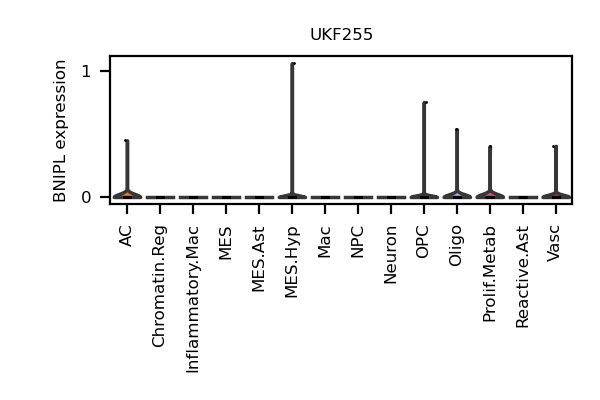 UKF255
BNIPL expression
1
0
AC
Chromatin.Reg
Inflammatory.Mac
MES
MES.Ast
MES.Hyp
Mac
NPC
Neuron
OPC
Oligo
Prolif.Metab
Reactive.Ast
Vasc